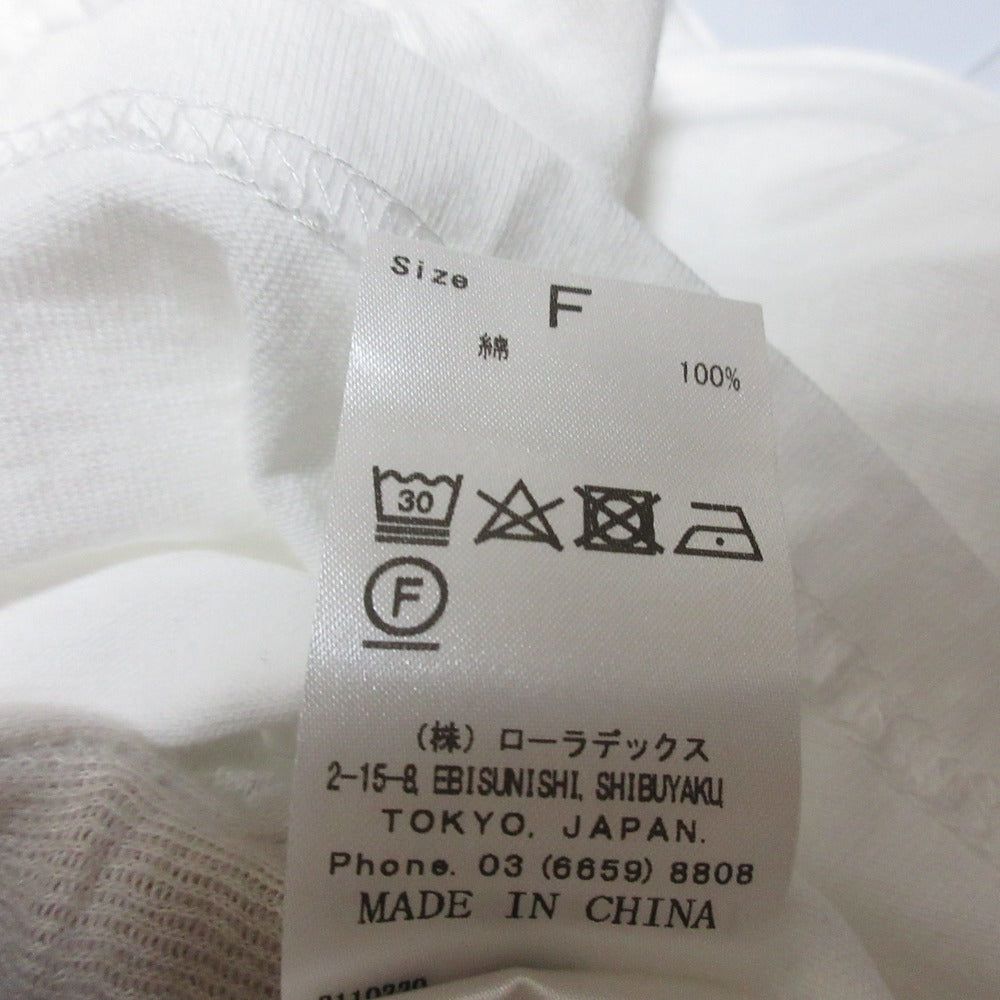 Size F
綿 100%
30
F
(株) ローラデックス
2-15-8, EBISUNISHI, SHIBUYAKU,
TOKYO, JAPAN.
Phone. 03 (6659) 8808
MADE IN CHINA